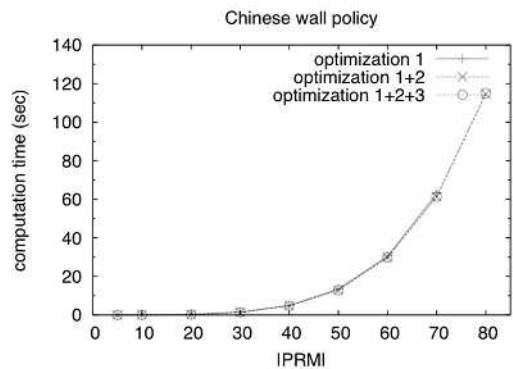 Chinese wall policy
140
120
100
80
60
40
20
0
computation time (sec)
optimization 1
optimization 1+2
optimization 1+2+3
0 10 20 30 40 50 60 70 80
|PRM|